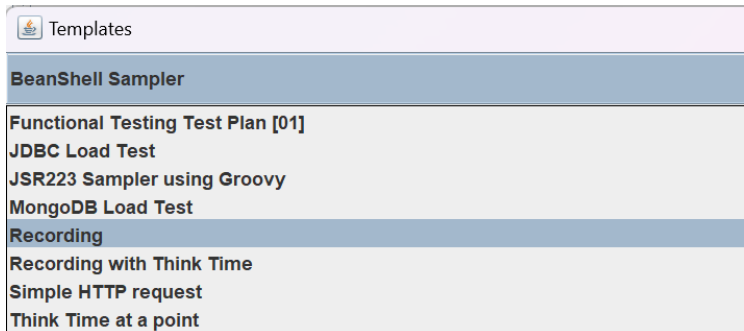 Templates
BeanShell Sampler
Functional Testing Test Plan [01]
JDBC Load Test
JSR223 Sampler using Groovy
MongoDB Load Test
Recording
Recording with Think Time
Simple HTTP request
Think Time at a point